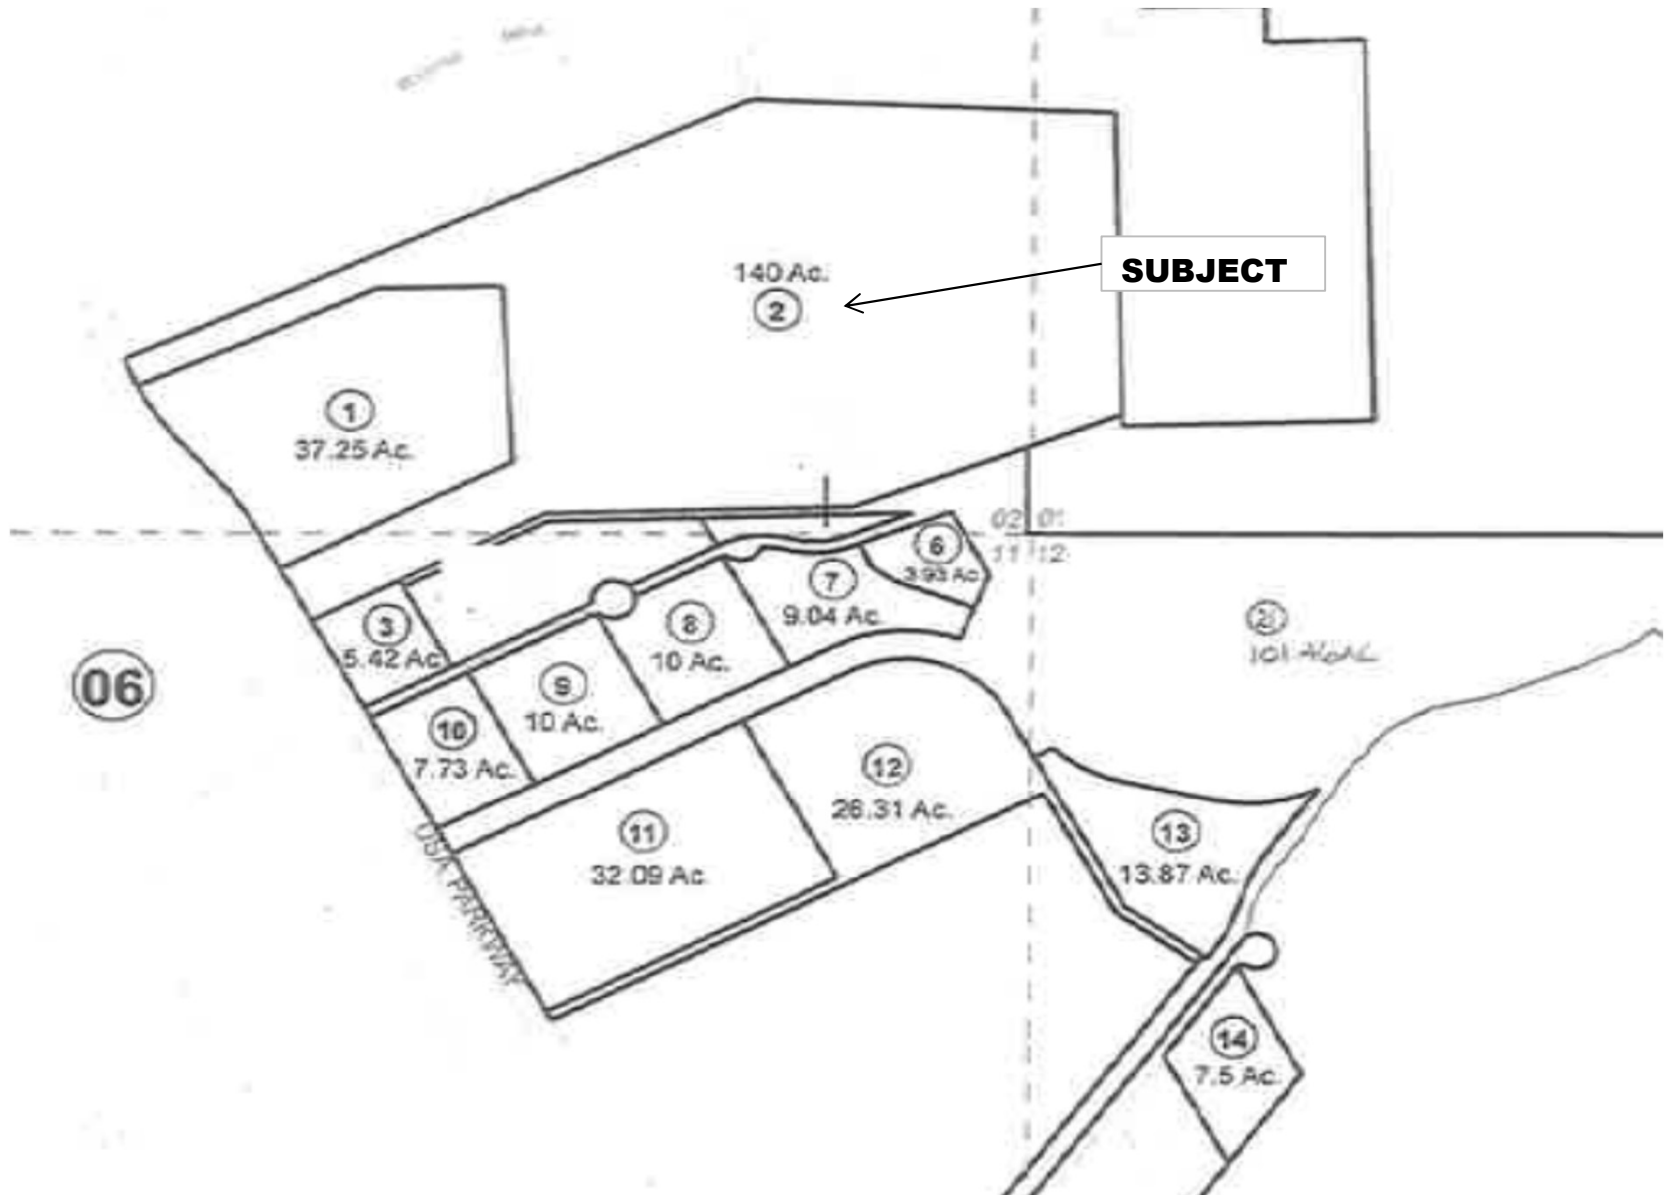 140 Ac.
2
SUBJECT
1
37.25 Ac.
02 01
11 12
6
3.93 Ac
7
9.04 Ac.
3
5.42 Ac
8
10 Ac.
9
10 Ac.
10
7.73 Ac.
06
12
26.31 Ac.
11
32.09 Ac
13
13.87 Ac.
USA PARKWAY
14
7.5 Ac.